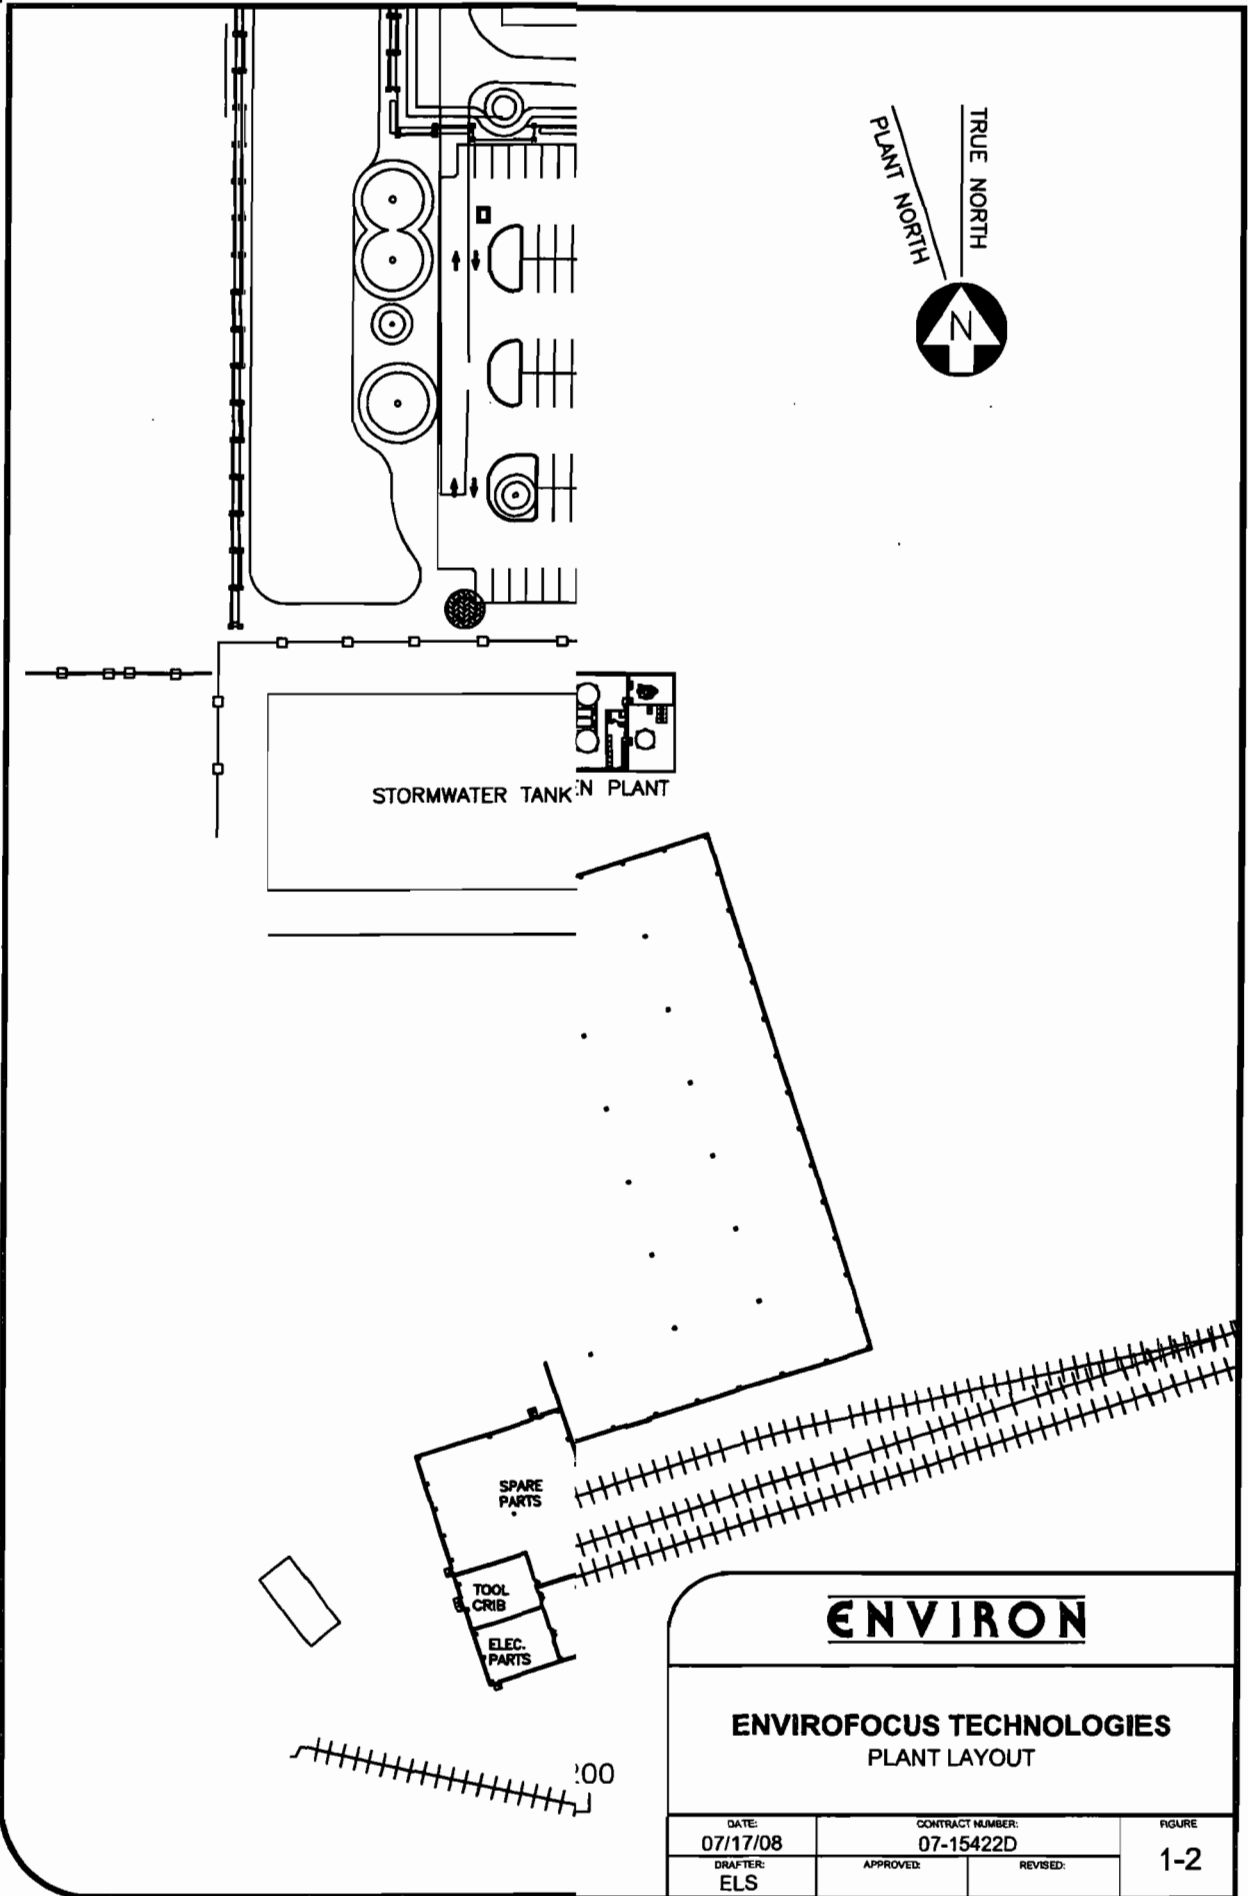 TRUE NORTH
PLANT NORTH
N
STORMWATER TANK
PLANT
SPARE
PARTS
TOOL
CRIB
ELEC.
PARTS
ENVIRON
ENVIROFOCUS TECHNOLOGIES
PLANT LAYOUT
DATE:
07/17/08
CONTRACT NUMBER:
07-15422D
FIGURE
1-2
DRAFTER:
ELS
APPROVED:
REVISED: